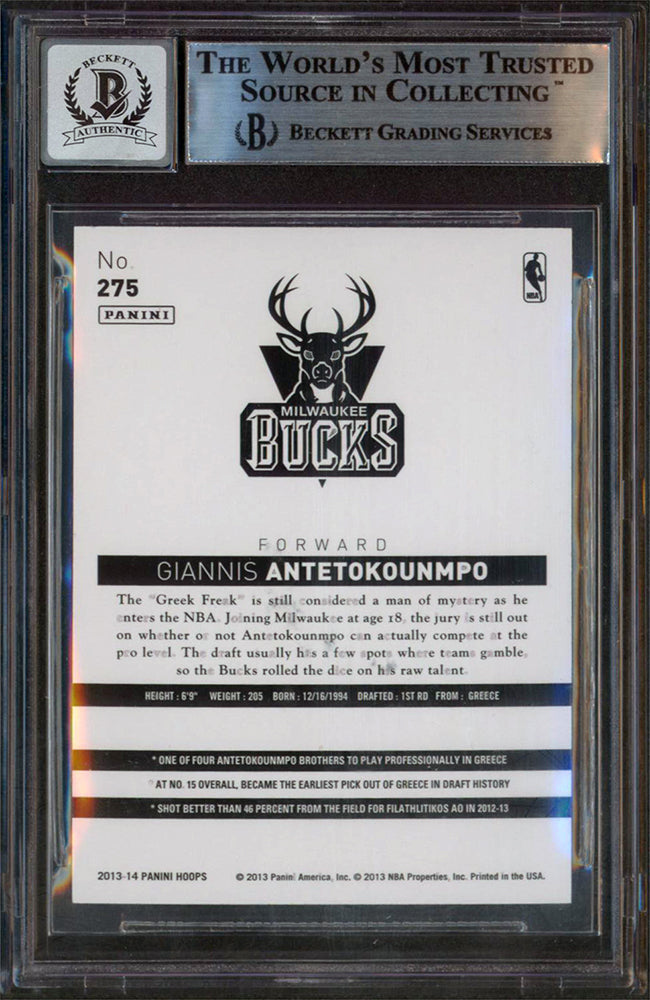 BECKETT
B
AUTHENTIC
THE WORLD'S MOST TRUSTED
SOURCE IN COLLECTING™
B BECKETT GRADING SERVICES
No.
275
PANINI
NBA
MILWAUKEE
BUCKS
FORWARD
GIANNIS ANTETOKOUNMPO
The "Greek Freak" is still considered a man of mystery as he
enters the NBA. Joining Milwaukee at age 18, the jury is still out
on whether or not Antetokounmpo can actually compete at the
pro level. The draft usually has a few spots where teams gamble,
so the Bucks rolled the dice on his raw talent.
HEIGHT : 6'9" WEIGHT : 205 BORN : 12/16/1994 DRAFTED : 1ST RD FROM : GREECE
* ONE OF FOUR ANTETOKOUNMPO BROTHERS TO PLAY PROFESSIONALLY IN GREECE
* AT NO. 15 OVERALL, BECAME THE EARLIEST PICK OUT OF GREECE IN DRAFT HISTORY
* SHOT BETTER THAN 46 PERCENT FROM THE FIELD FOR FILATHLITIKOS AO IN 2012-13
2013-14 PANINI HOOPS © 2013 Panini America, Inc. © 2013 NBA Properties, Inc. Printed in the USA.